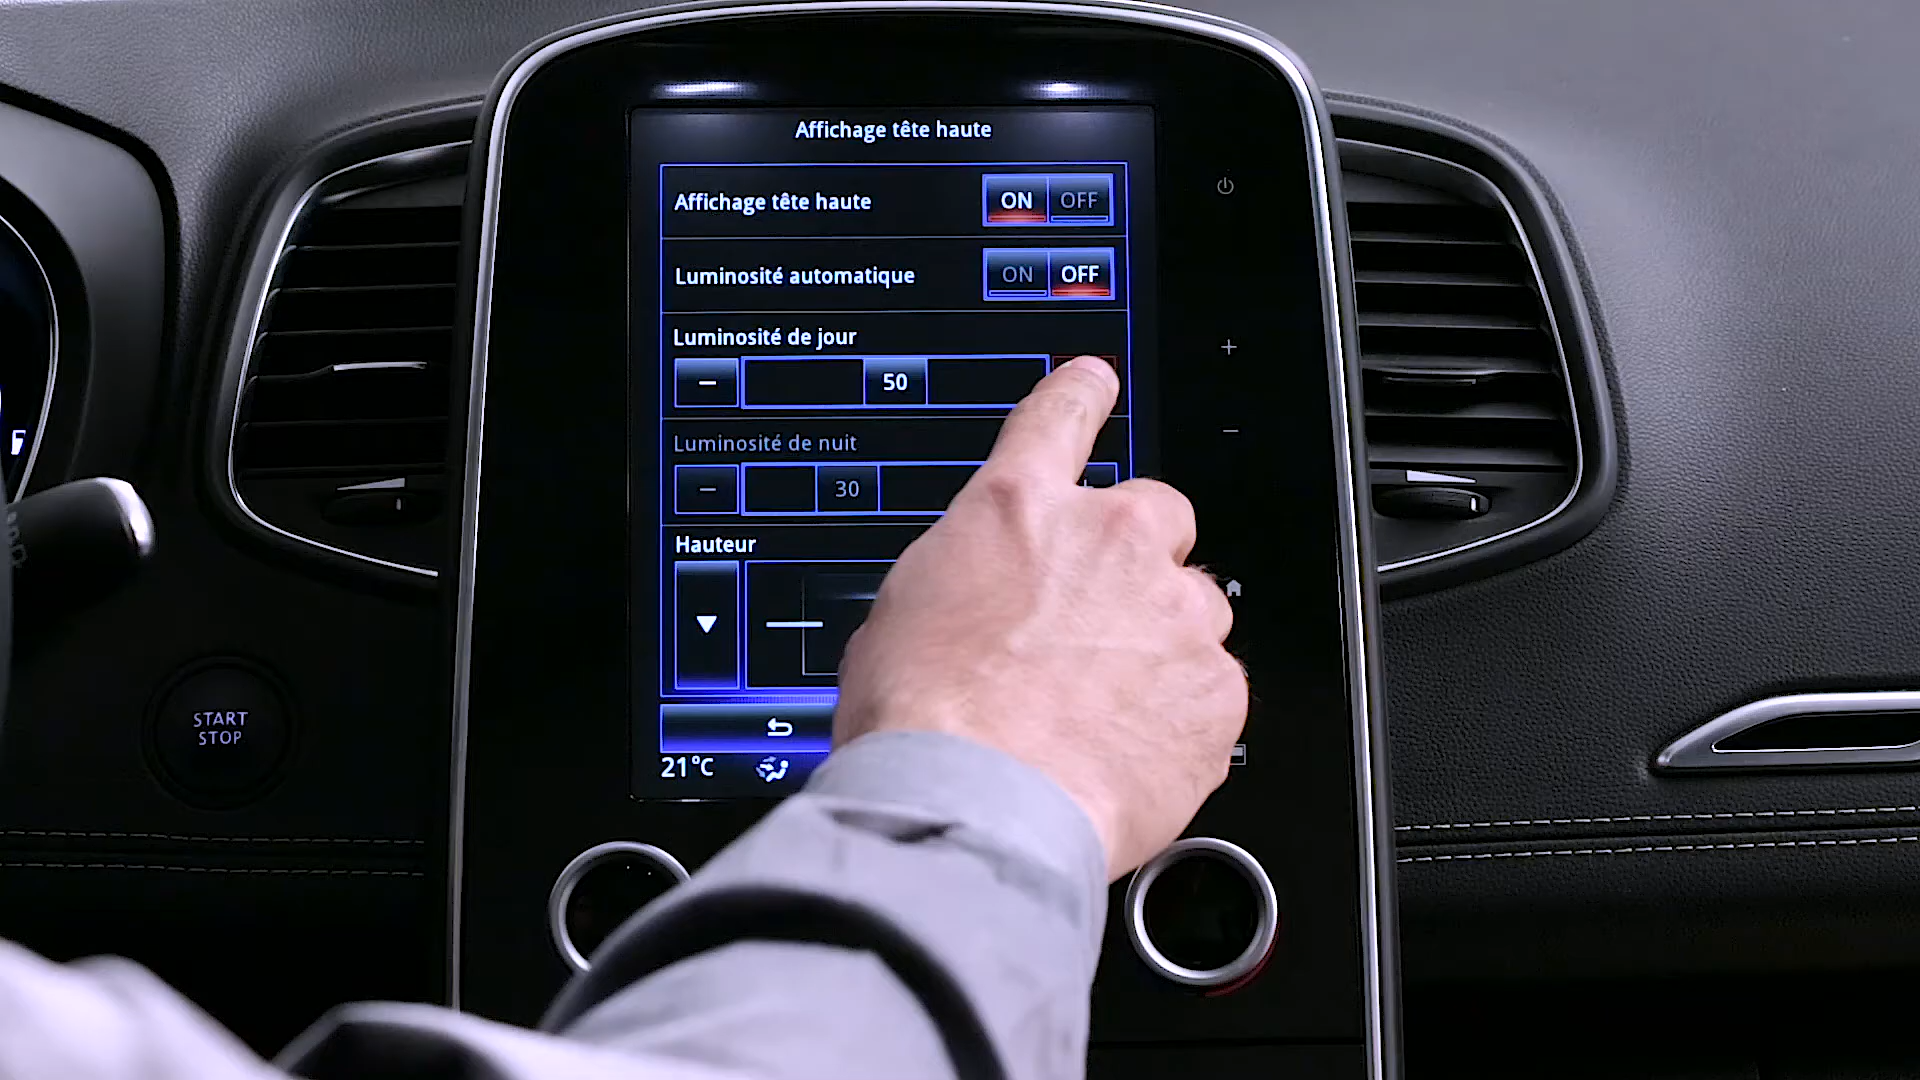 Affichage tête haute
Affichage tête haute ON OFF
Luminosité automatique ON OFF
Luminosité de jour
− 50
Luminosité de nuit
− 30 +
Hauteur
21°C
START
STOP
+
−